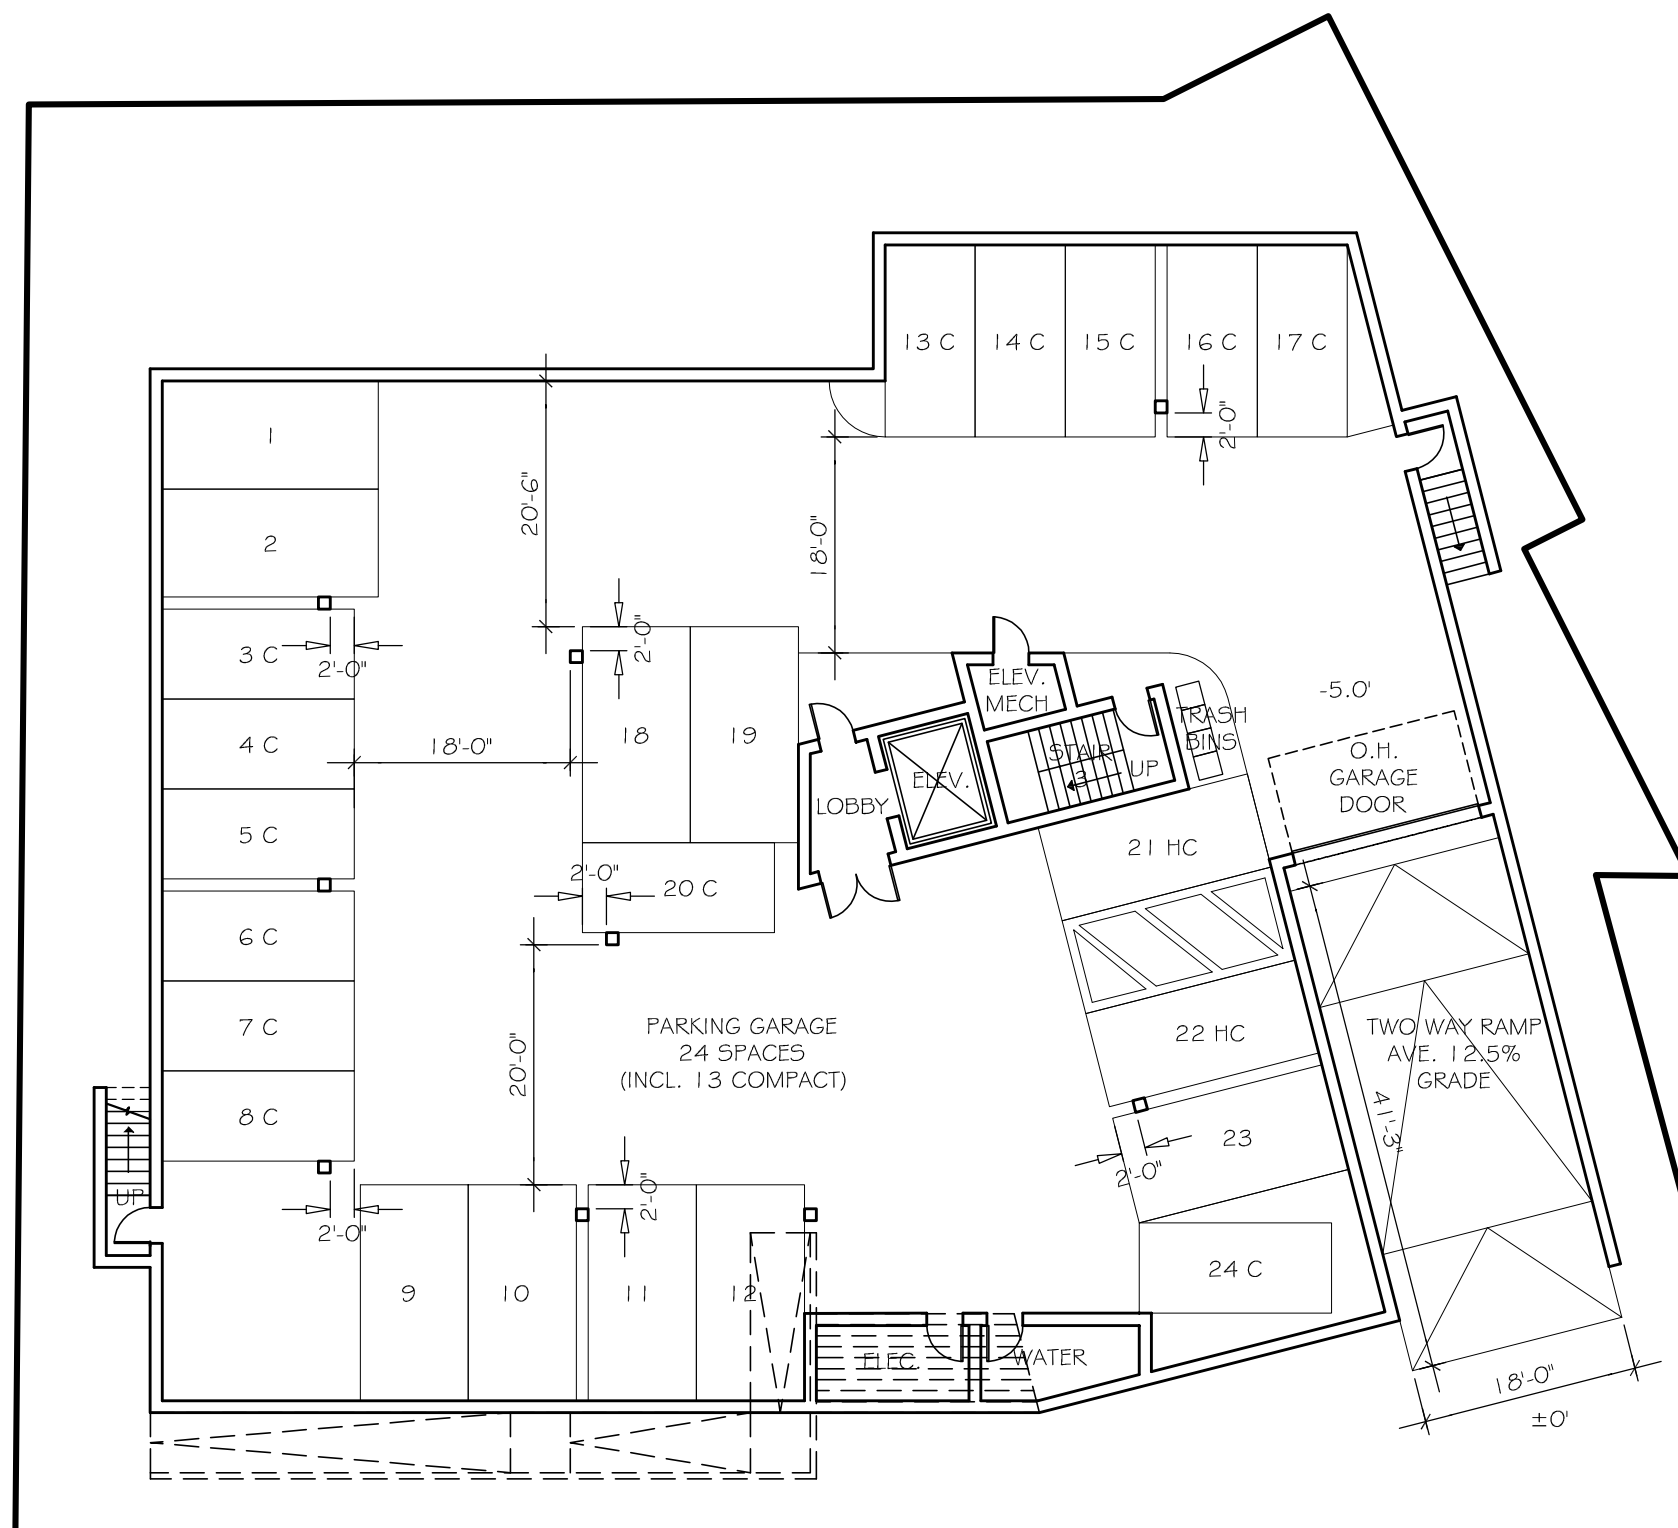 13 C
14 C
15 C
16 C
17 C
2'-0"
1
20'-6"
2
18'-0"
3 C
2'-0"
2'-0"
ELEV.
MECH
-5.0'
4 C
18'-0"
18
19
TRASH
BINS
STAIR
3
UP
O.H.
GARAGE
DOOR
ELEV.
LOBBY
5 C
21 HC
2'-0"
20 C
6 C
7 C
20'-0"
PARKING GARAGE
24 SPACES
(INCL. 13 COMPACT)
22 HC
TWO WAY RAMP
AVE. 12.5%
GRADE
8 C
41'-3"
23
2'-0"
UP
2'-0"
2'-0"
9
10
11
12
24 C
ELEC.
WATER
18'-0"
±0'